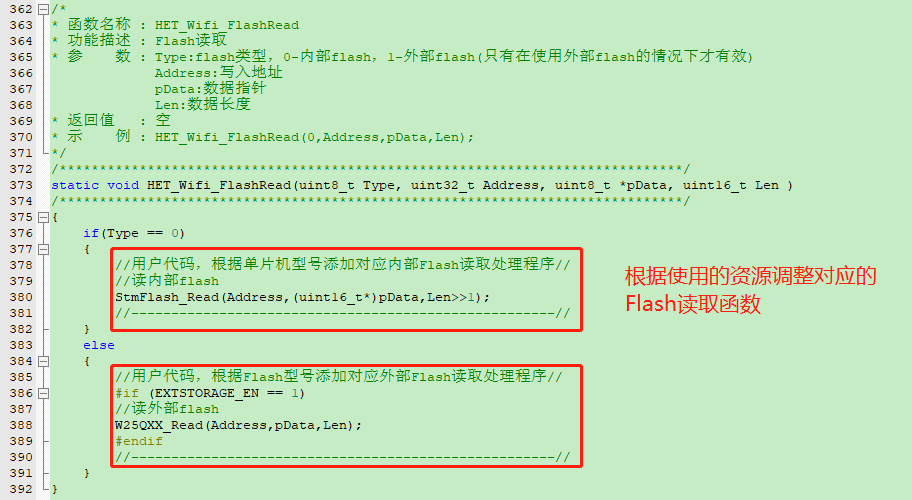 362 /*
363 * 函数名称 : HET_Wifi_FlashRead
364 * 功能描述 : Flash读取
365 * 参    数 : Type:flash类型，0-内部flash，1-外部flash(只有在使用外部flash的情况下才有效)
366              Address:写入地址
367              pData:数据指针
368              Len:数据长度
369 * 返回值   : 空
370 * 示    例 : HET_Wifi_FlashRead(0,Address,pData,Len);
371 */
372 /******************************************************************************/
373 static void HET_Wifi_FlashRead(uint8_t Type, uint32_t Address, uint8_t *pData, uint16_t Len )
374 /******************************************************************************/
375 {
376     if(Type == 0)
377     {
378         //用户代码，根据单片机型号添加对应内部Flash读取处理程序//
379         //读内部flash
380         StmFlash_Read(Address,(uint16_t*)pData,Len>>1);
381         //-----------------------------------------------------//
382     }
383     else
384     {
385         //用户代码，根据Flash型号添加对应外部Flash读取处理程序//
386         #if (EXTSTORAGE_EN == 1)
387         //读外部flash
388         W25QXX_Read(Address,pData,Len);
389         #endif
390         //-----------------------------------------------------//
391     }
392 }
根据使用的资源调整对应的
Flash读取函数